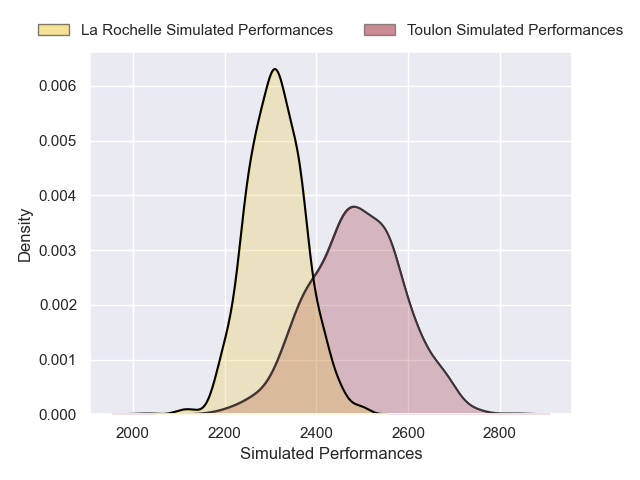 La Rochelle Simulated Performances Toulon Simulated Performances
0.006
0.005
0.004
0.003
0.002
0.001
0.000
Density
2000 2200 2400 2600 2800
Simulated Performances